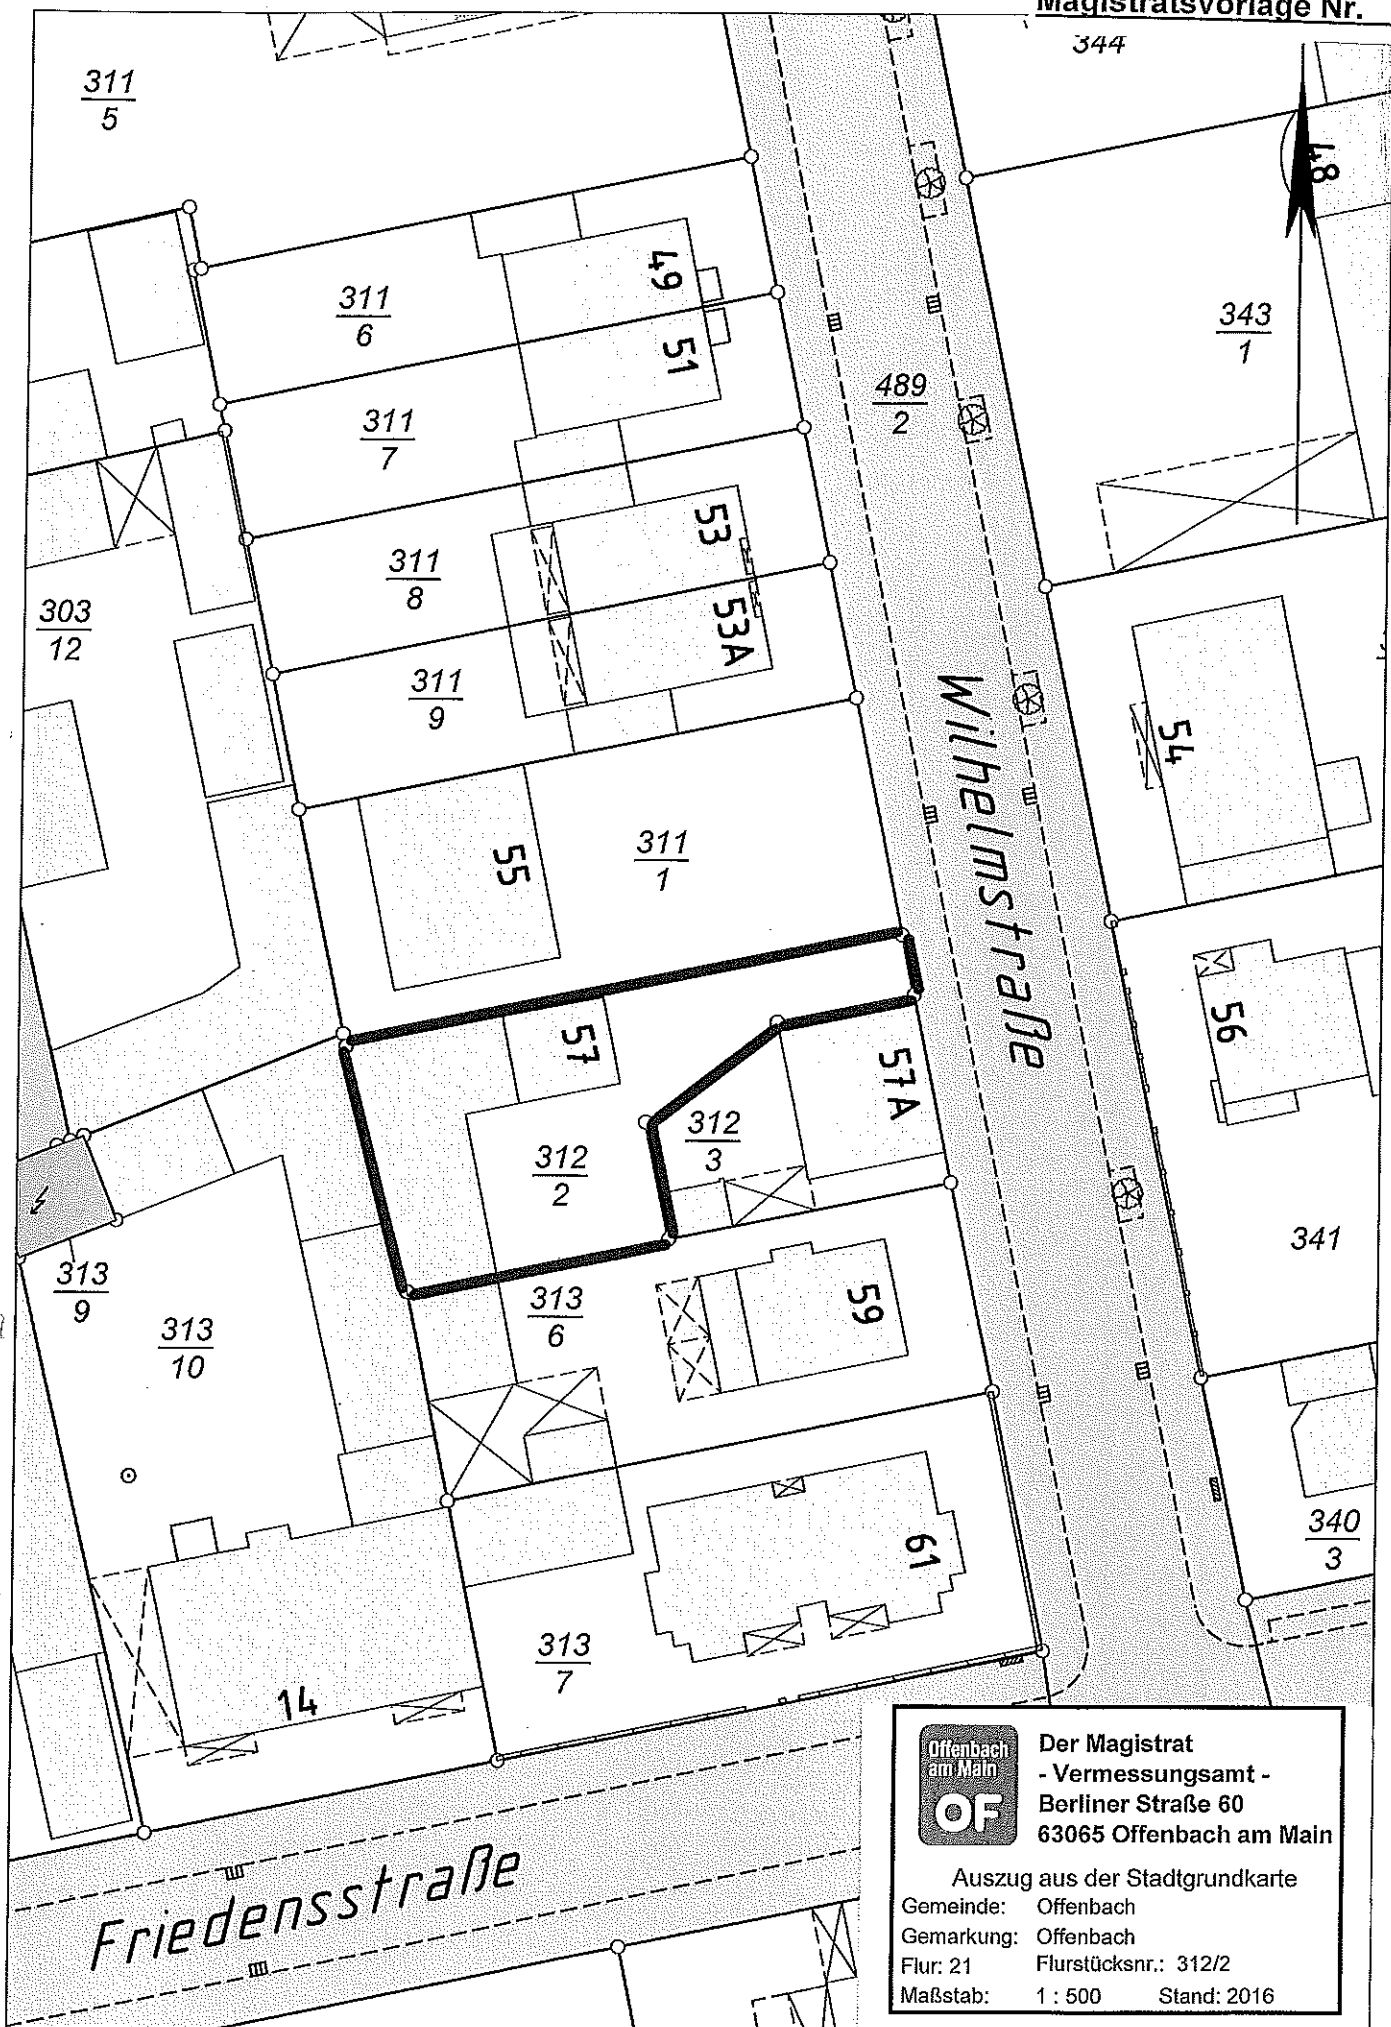 Magistratsvorlage Nr.
344
311
5
48
49
311
6
343
1
51
489
2
311
7
53
311
8
303
12
53A
311
9
54
Wilhelmstraße
55
311
1
56
57
57A
312
3
312
2
341
313
9
313
6
59
313
10
61
340
3
313
7
14
Friedensstraße
Offenbach
am Main
OF
Der Magistrat
- Vermessungsamt -
Berliner Straße 60
63065 Offenbach am Main
Auszug aus der Stadtgrundkarte
Gemeinde: Offenbach
Gemarkung: Offenbach
Flur: 21 Flurstücksnr.: 312/2
Maßstab: 1 : 500 Stand: 2016